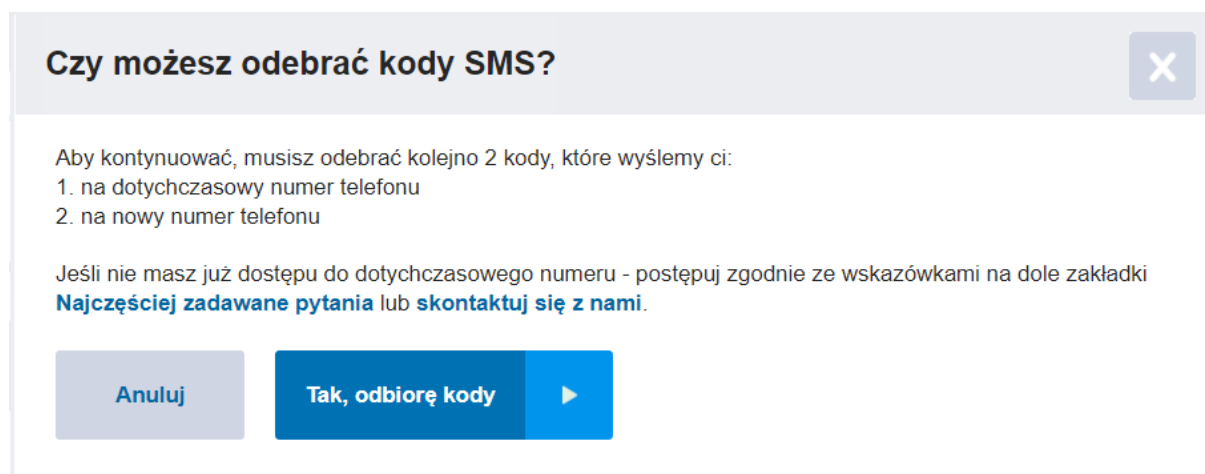 Czy możesz odebrać kody SMS?
Aby kontynuować, musisz odebrać kolejno 2 kody, które wyślemy ci:
1. na dotychczasowy numer telefonu
2. na nowy numer telefonu
Jeśli nie masz już dostępu do dotychczasowego numeru - postępuj zgodnie ze wskazówkami na dole zakładki
Najczęściej zadawane pytania lub skontaktuj się z nami.
Anuluj
Tak, odbiorę kody